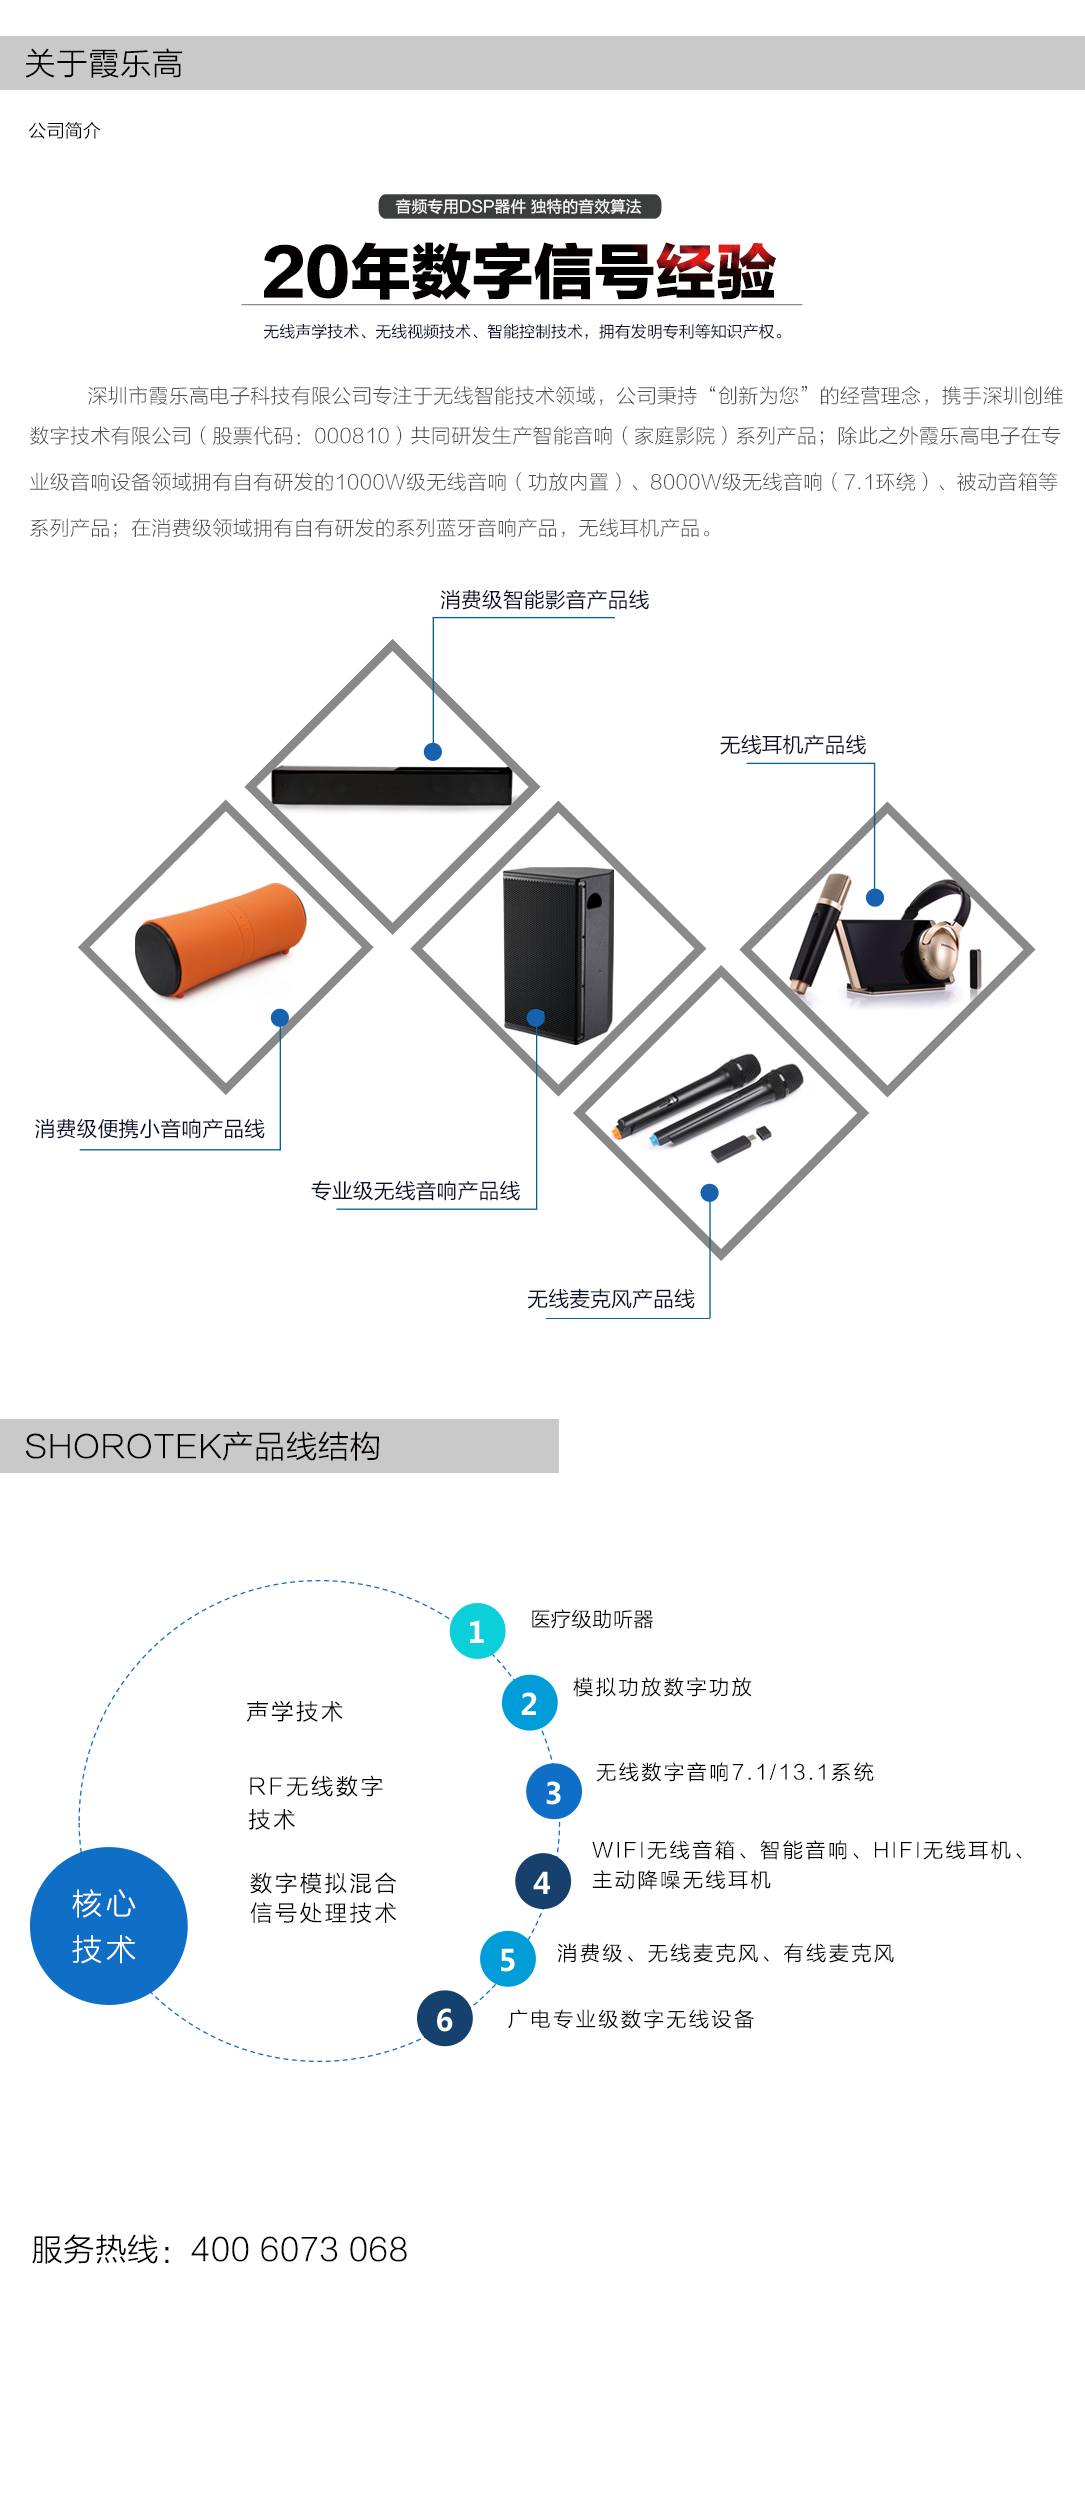 关于霞乐高
公司简介
音频专用DSP器件 独特的音效算法
20年数字信号经验
无线声学技术、无线视频技术、智能控制技术，拥有发明专利等知识产权。
深圳市霞乐高电子科技有限公司专注于无线智能技术领域，公司秉持“创新为您”的经营理念，携手深圳创维
数字技术有限公司（股票代码：000810）共同研发生产智能音响（家庭影院）系列产品；除此之外霞乐高电子在专
业级音响设备领域拥有自有研发的1000W级无线音响（功放内置）、8000W级无线音响（7.1环绕）、被动音箱等
系列产品；在消费级领域拥有自有研发的系列蓝牙音响产品，无线耳机产品。
消费级智能影音产品线
无线耳机产品线
消费级便携小音响产品线
专业级无线音响产品线
无线麦克风产品线
SHOROTEK产品线结构
1
医疗级助听器
2
模拟功放数字功放
声学技术
3
无线数字音响7.1/13.1系统
RF无线数字
技术
4
WIFI无线音箱、智能音响、HIFI无线耳机、
主动降噪无线耳机
数字模拟混合
信号处理技术
核心
技术
5
消费级、无线麦克风、有线麦克风
6
广电专业级数字无线设备
服务热线：400 6073 068